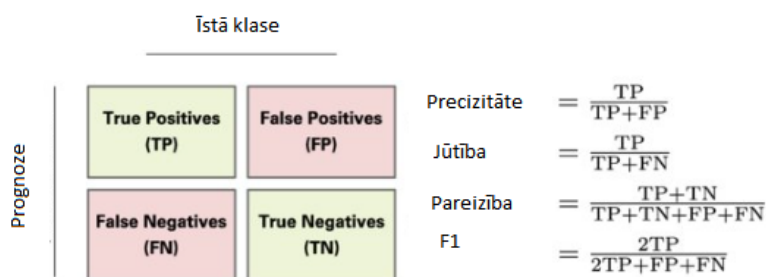 Īstā klase
Prognoze
True Positives
(TP)
False Positives
(FP)
False Negatives
(FN)
True Negatives
(TN)
Precizitāte = TP / TP+FP
Jūtība = TP / TP+FN
Pareizība = TP+TN / TP+TN+FP+FN
F1 = 2TP / 2TP+FP+FN